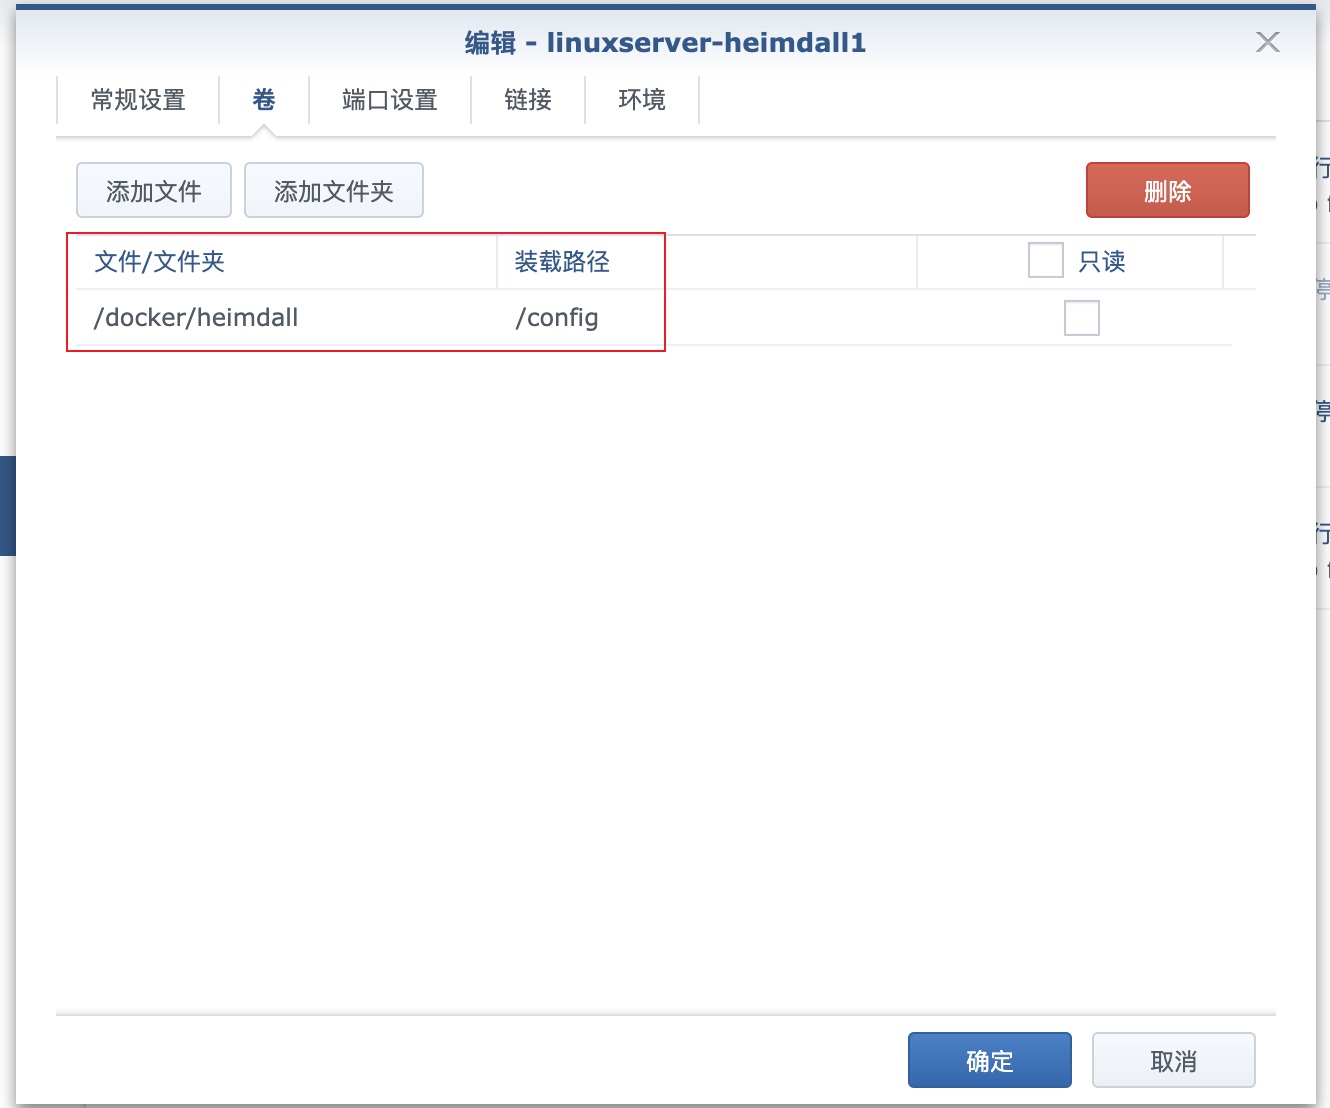 编辑 - linuxserver-heimdall1
常规设置 卷 端口设置 链接 环境
添加文件 添加文件夹 删除
文件/文件夹 装载路径 只读
/docker/heimdall /config
确定 取消